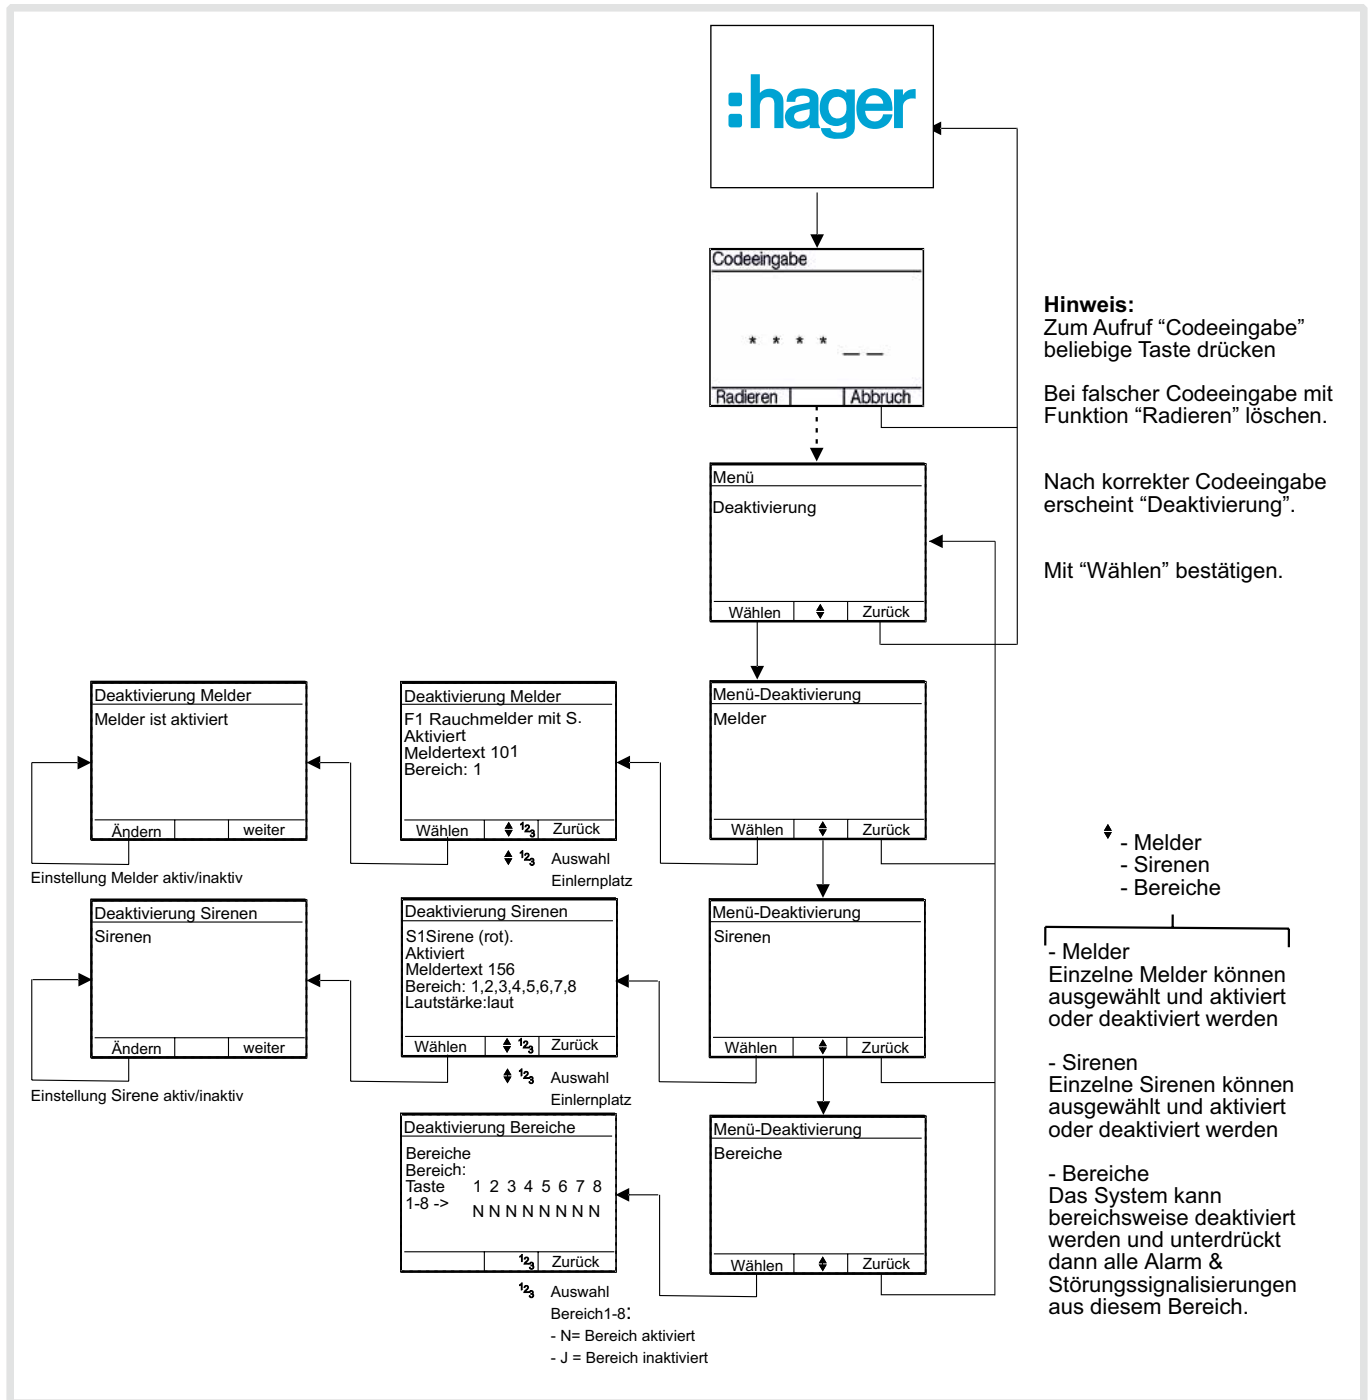 :hager
Codeeingabe
* * * * _ _
Radieren Abbruch
Hinweis:
Zum Aufruf “Codeeingabe”
beliebige Taste drücken
Bei falscher Codeeingabe mit
Funktion “Radieren” löschen.
Nach korrekter Codeeingabe
erscheint “Deaktivierung”.
Mit “Wählen” bestätigen.
Menü
Deaktivierung
Wählen Zurück
Deaktivierung Melder
Melder ist aktiviert
Ändern weiter
Einstellung Melder aktiv/inaktiv
Deaktivierung Melder
F1 Rauchmelder mit S.
Aktiviert
Meldertext 101
Bereich: 1
Wählen 123 Zurück
123 Auswahl
Einlernplatz
Menü-Deaktivierung
Melder
Wählen Zurück
Deaktivierung Sirenen
Sirenen
Ändern weiter
Einstellung Sirene aktiv/inaktiv
Deaktivierung Sirenen
S1Sirene (rot).
Aktiviert
Meldertext 156
Bereich: 1,2,3,4,5,6,7,8
Lautstärke:laut
Wählen 123 Zurück
123 Auswahl
Einlernplatz
Menü-Deaktivierung
Sirenen
Wählen Zurück
Deaktivierung Bereiche
Bereiche
Bereich:
Taste 1 2 3 4 5 6 7 8
1-8 -> N N N N N N N N
123 Zurück
123 Auswahl
Bereich1-8:
- N= Bereich aktiviert
- J = Bereich inaktiviert
Menü-Deaktivierung
Bereiche
Wählen Zurück
- Melder
- Sirenen
- Bereiche
- Melder
Einzelne Melder können
ausgewählt und aktiviert
oder deaktiviert werden
- Sirenen
Einzelne Sirenen können
ausgewählt und aktiviert
oder deaktiviert werden
- Bereiche
Das System kann
bereichsweise deaktiviert
werden und unterdrückt
dann alle Alarm &
Störungssignalisierungen
aus diesem Bereich.